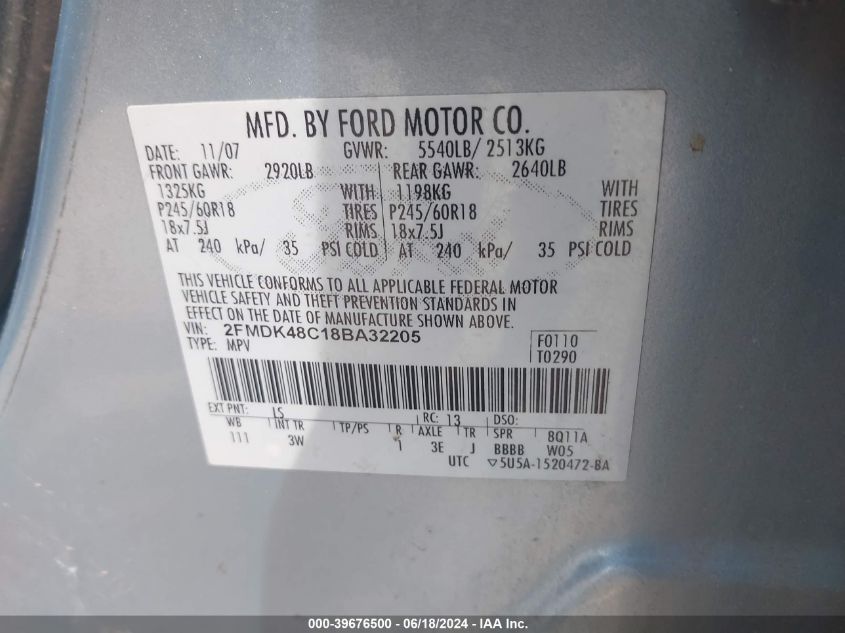 MFD. BY FORD MOTOR CO.
DATE: 11/07 GVWR: 5540LB/ 2513KG
FRONT GAWR: 2920LB REAR GAWR: 2640LB
1325KG WITH 1198KG WITH
P245/60R18 TIRES P245/60R18 TIRES
18x7.5J RIMS 18x7.5J RIMS
AT 240 kPa/ 35 PSI COLD AT 240 kPa/ 35 PSI COLD
THIS VEHICLE CONFORMS TO ALL APPLICABLE FEDERAL MOTOR
VEHICLE SAFETY AND THEFT PREVENTION STANDARDS IN
EFFECT ON THE DATE OF MANUFACTURE SHOWN ABOVE.
VIN: 2FMDK48C18BA32205
TYPE: MPV
F0110
T0290
EXT PNT: LS RC: 13 DSO:
WB INT TR TP/PS R AXLE TR SPR 8Q11A
111 3W 1 3E J BBBB W05
UTC ▽5U5A-1520472-BA
000-39676500 - 06/18/2024 - IAA Inc.